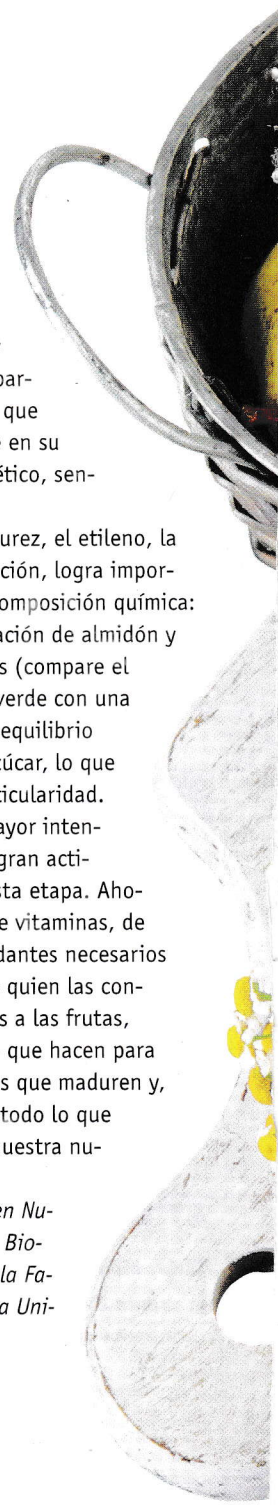 par-
que
en su
ético, sen-
urez, el etileno, la
ción, logra impor-
omposición química:
ación de almidón y
s (compare el
verde con una
equilibrio
úcar, lo que
ticularidad.
ayor inten-
gran acti-
sta etapa. Aho-
e vitaminas, de
dantes necesarios
quien las con-
s a las frutas,
que hacen para
s que maduren y,
todo lo que
uestra nu-
en Nu-
Bio-
la Fa-
a Uni-